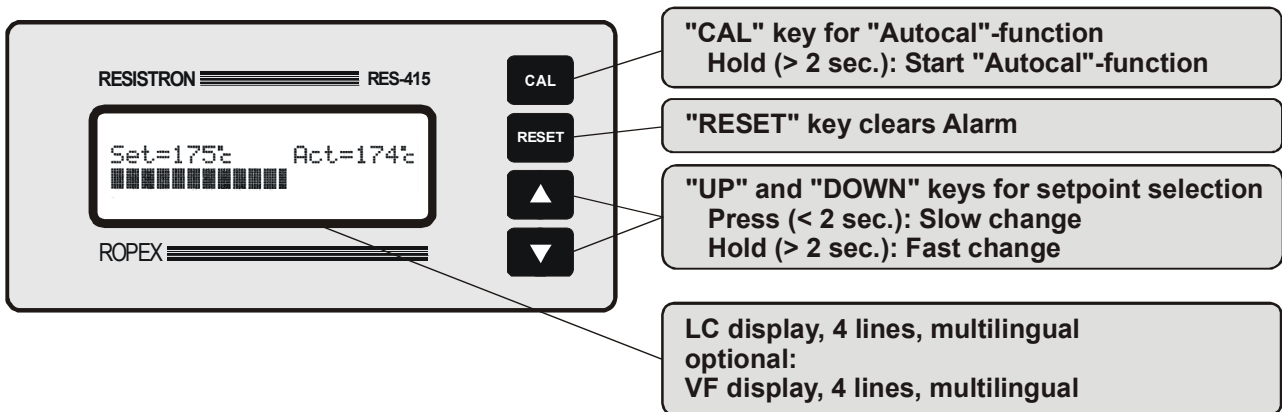 RESISTRON RES-415
Set=175°c Act=174°c
ROPEX
CAL
RESET
"CAL" key for "Autocal"-function
Hold (> 2 sec.): Start "Autocal"-function
"RESET" key clears Alarm
"UP" and "DOWN" keys for setpoint selection
Press (< 2 sec.): Slow change
Hold (> 2 sec.): Fast change
LC display, 4 lines, multilingual
optional:
VF display, 4 lines, multilingual